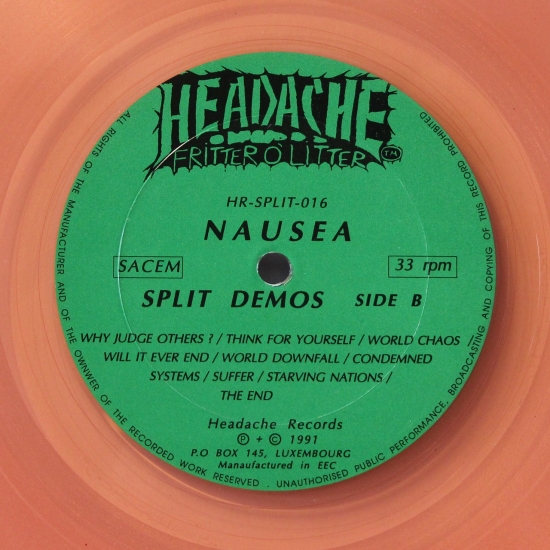 HEADACHE
FRITTER O'LITTER TM
HR-SPLIT-016
NAUSEA
SACEM
33 rpm
SPLIT DEMOS SIDE B
WHY JUDGE OTHERS ? / THINK FOR YOURSELF / WORLD CHAOS
WILL IT EVER END / WORLD DOWNFALL / CONDEMNED
SYSTEMS / SUFFER / STARVING NATIONS /
THE END
Headache Records
Ⓟ + © 1991
P.O BOX 145, LUXEMBOURG
Manaufactured in EEC
ALL RIGHTS OF THE MANUFACTURER AND OF THE OWNWER OF THE RECORDED WORK RESERVED . UNAUTHORISED PUBLIC PERFORMANCE, BROADCASTING AND COPYING OF THIS RECORD PROHIBITED